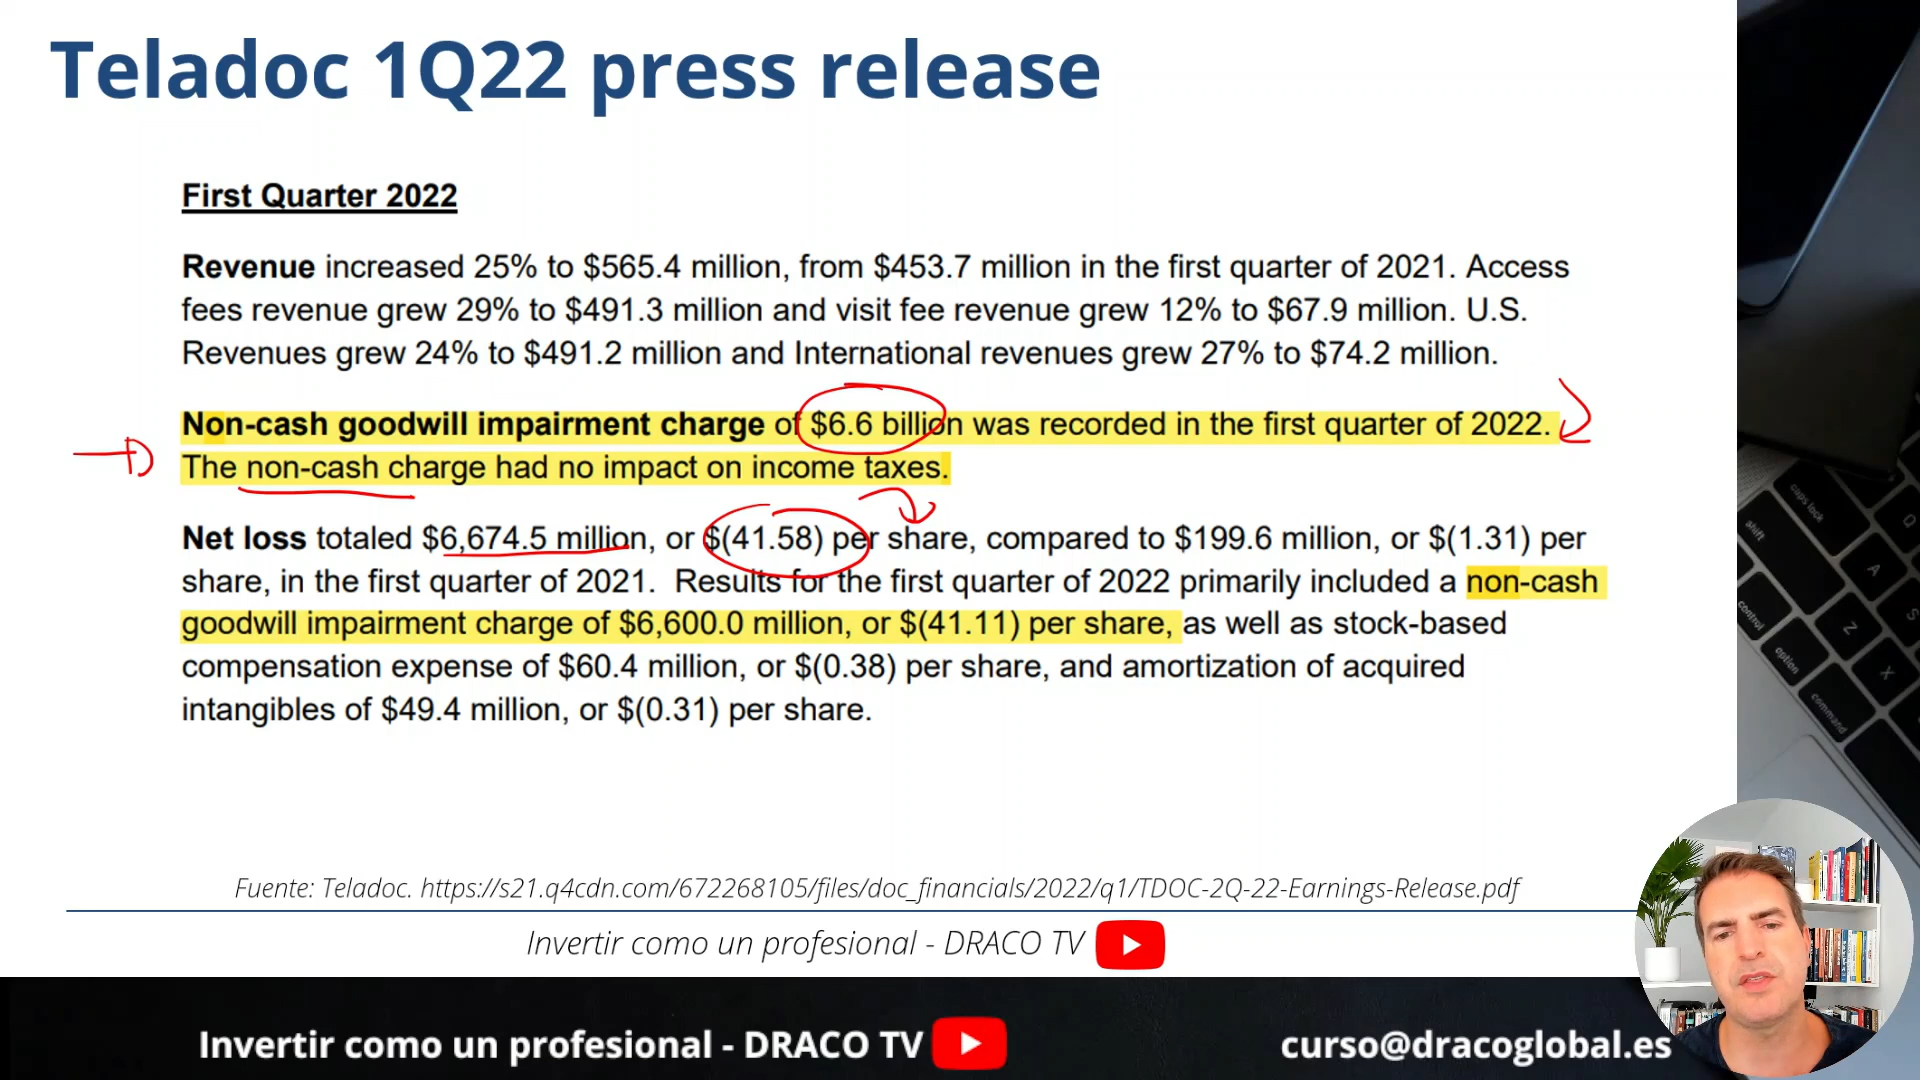 Teladoc 1Q22 press release
First Quarter 2022
Revenue increased 25% to $565.4 million, from $453.7 million in the first quarter of 2021. Access
fees revenue grew 29% to $491.3 million and visit fee revenue grew 12% to $67.9 million. U.S.
Revenues grew 24% to $491.2 million and International revenues grew 27% to $74.2 million.
Non-cash goodwill impairment charge of $6.6 billion was recorded in the first quarter of 2022.
The non-cash charge had no impact on income taxes.
Net loss totaled $6,674.5 million, or $(41.58) per share, compared to $199.6 million, or $(1.31) per
share, in the first quarter of 2021. Results for the first quarter of 2022 primarily included a non-cash
goodwill impairment charge of $6,600.0 million, or $(41.11) per share, as well as stock-based
compensation expense of $60.4 million, or $(0.38) per share, and amortization of acquired
intangibles of $49.4 million, or $(0.31) per share.
Fuente: Teladoc. https://s21.q4cdn.com/672268105/files/doc_financials/2022/q1/TDOC-2Q-22-Earnings-Release.pdf
Invertir como un profesional - DRACO TV
Invertir como un profesional - DRACO TV
curso@dracoglobal.es
caps lock
shift
control
option
command
Q
A
Z
S
X